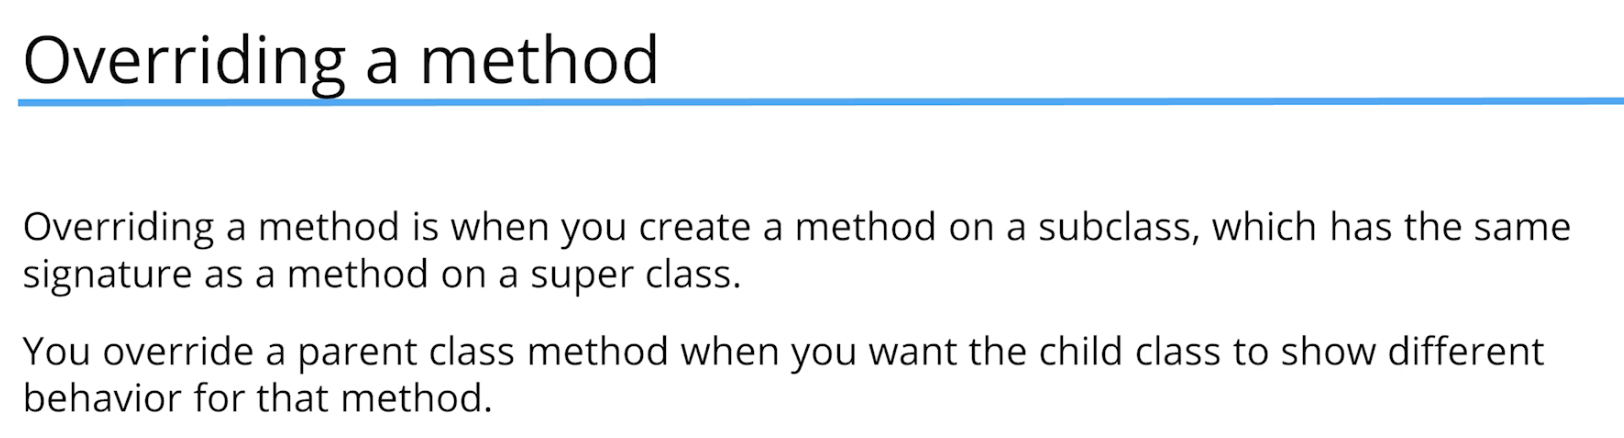 Overriding a method
Overriding a method is when you create a method on a subclass, which has the same
signature as a method on a super class.
You override a parent class method when you want the child class to show different
behavior for that method.